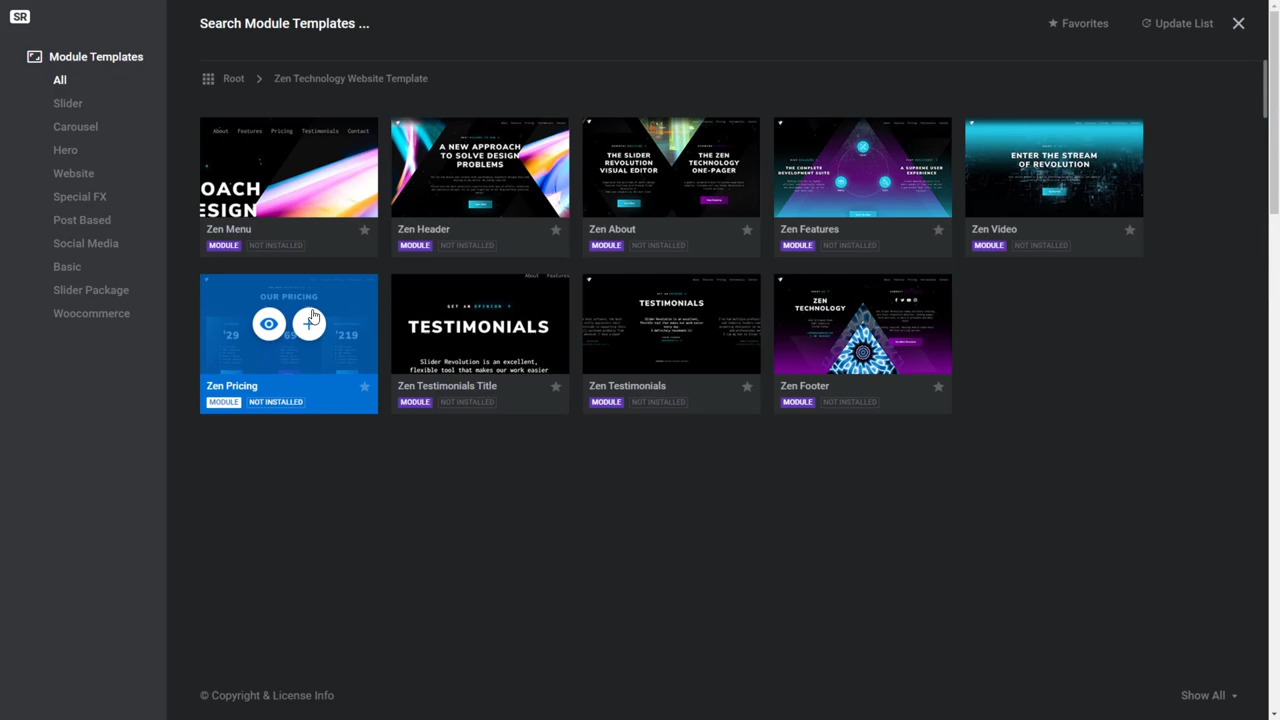 SR
Search Module Templates ...
Favorites
Update List
Module Templates
All
Slider
Carousel
Hero
Website
Special FX
Post Based
Social Media
Basic
Slider Package
Woocommerce
Root
Zen Technology Website Template
About Features Pricing Testimonials Contact
OACH
ESIGN
Zen Menu
MODULE NOT INSTALLED
A NEW APPROACH
TO SOLVE DESIGN
PROBLEMS
Zen Header
MODULE NOT INSTALLED
THE SLIDER
REVOLUTION
VISUAL EDITOR
THE ZEN
TECHNOLOGY
ONE-PAGER
Zen About
MODULE NOT INSTALLED
THE COMPLETE
DEVELOPMENT SUITE
A SUPREME USER
EXPERIENCE
Zen Features
MODULE NOT INSTALLED
ENTER THE STREAM
OF REVOLUTION
Zen Video
MODULE NOT INSTALLED
OUR PRICING
29
69
219
Zen Pricing
MODULE NOT INSTALLED
About Features
GET AN OPINION
TESTIMONIALS
Slider Revolution is an excellent,
flexible tool that makes our work easier
Zen Testimonials Title
MODULE NOT INSTALLED
TESTIMONIALS
Zen Testimonials
MODULE NOT INSTALLED
ZEN
TECHNOLOGY
Zen Footer
MODULE NOT INSTALLED
© Copyright & License Info
Show All